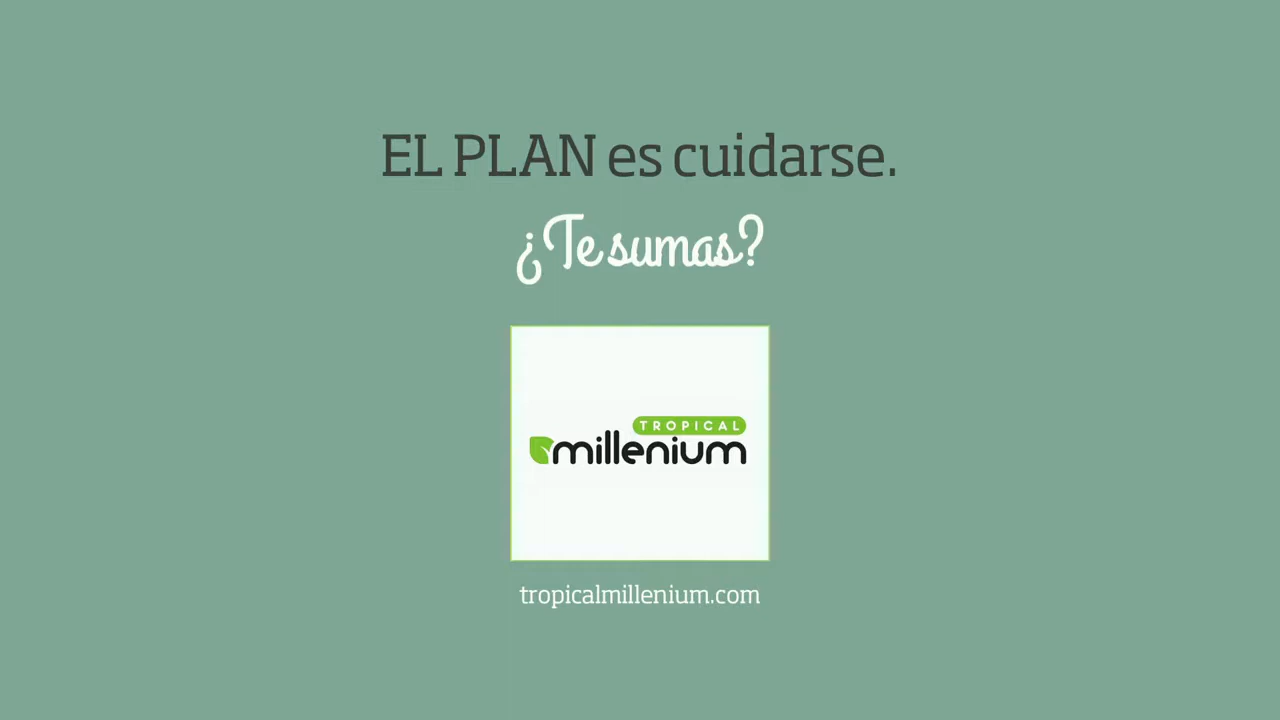 EL PLAN es cuidarse.
¿Te sumas?
TROPICAL
millenium
tropicalmillenium.com